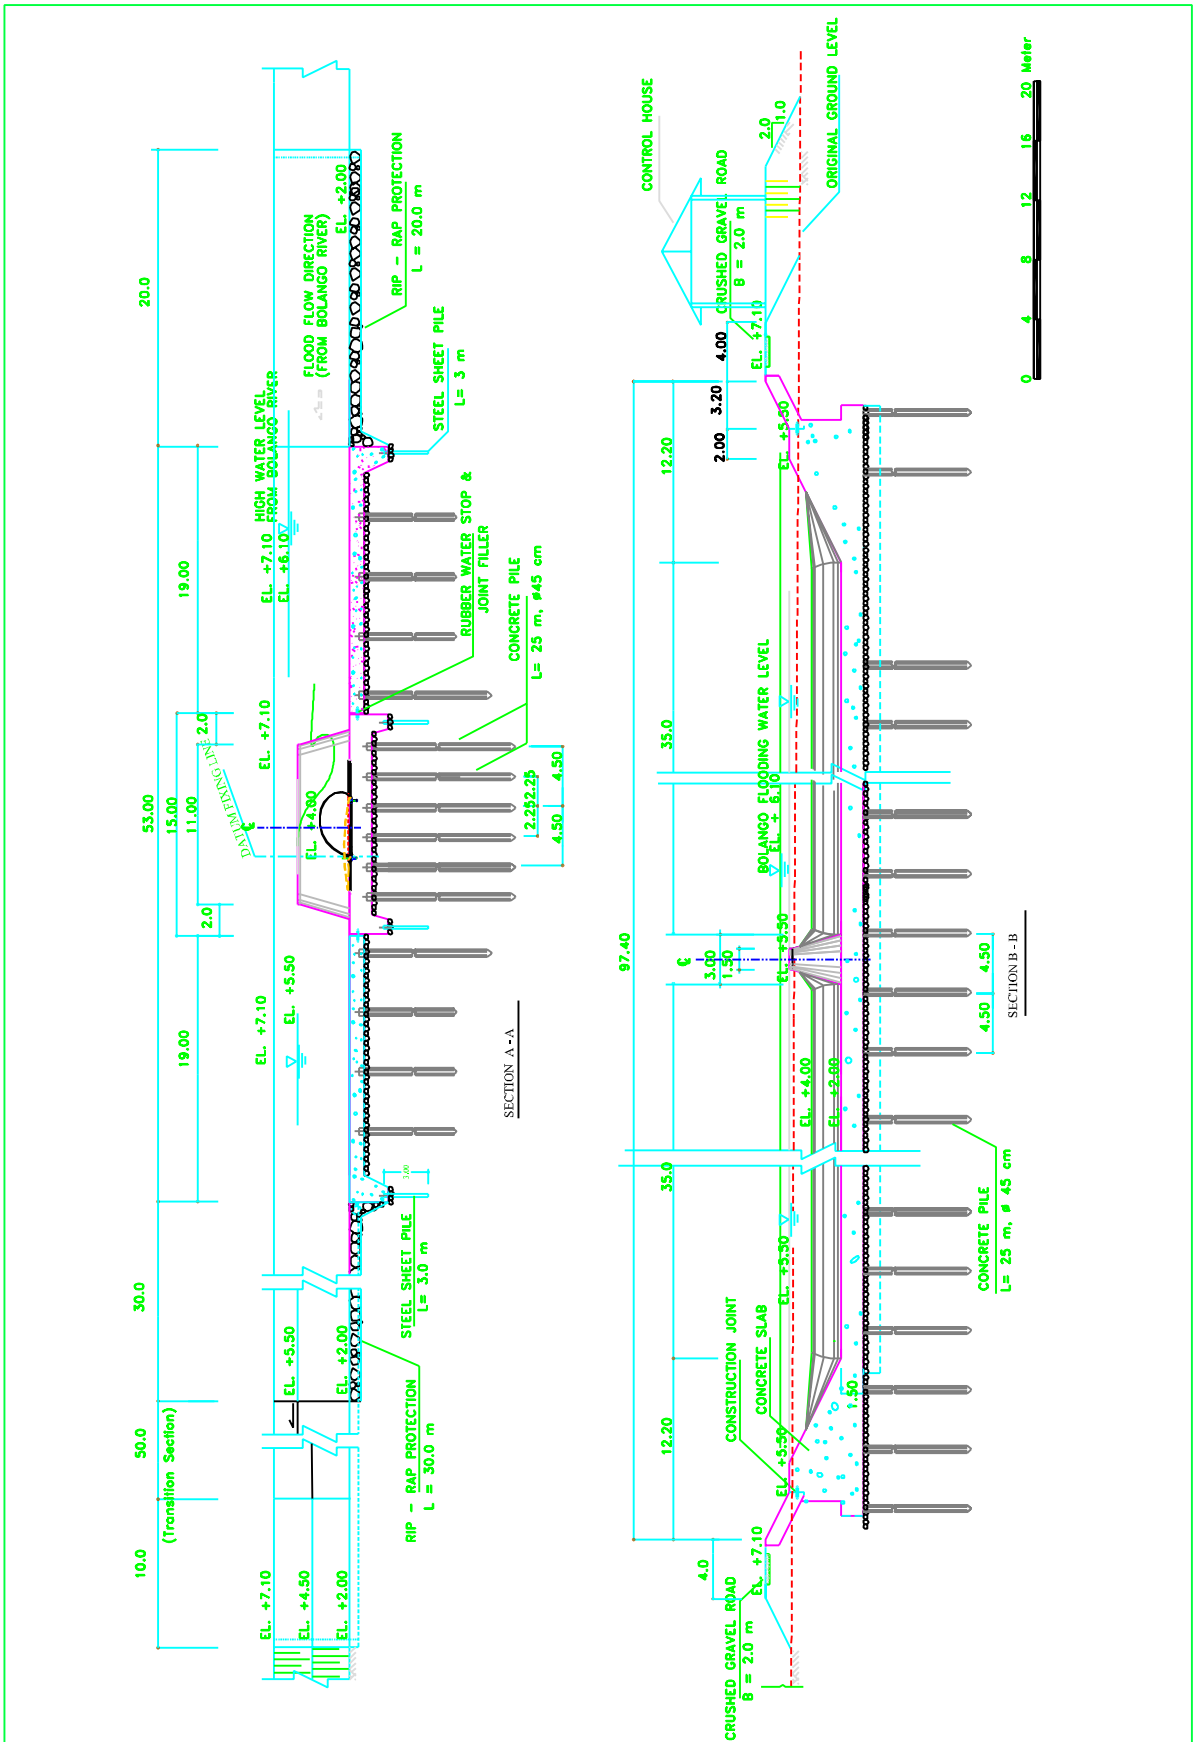 20.0
19.00
53.00
15.00
11.00
2.0
2.0
19.00
30.0
50.0
(Transition Section)
10.0
FLOOD FLOW DIRECTION
(FROM BOLANGO RIVER)
EL. +2.00
RIP - RAP PROTECTION
L = 20.0 m
STEEL SHEET PILE
L= 3 m
HIGH WATER LEVEL
FROM BOLANGO RIVER
EL. +7.10
EL. +6.10
RUBBER WATER STOP &
JOINT FILLER
CONCRETE PILE
L= 25 m, ø45 cm
DATUM FIXING LINE
EL. +7.10
EL. +4.00
2.25
2.25
4.50
4.50
EL. +7.10
EL. +5.50
3.00
STEEL SHEET PILE
L= 3.0 m
EL. +5.50
EL. +2.00
RIP - RAP PROTECTION
L = 30.0 m
EL. +7.10
EL. +4.50
EL. +2.00
SECTION A - A
CONTROL HOUSE
CRUSHED GRAVEL ROAD
B = 2.0 m
2.0
1.0
ORIGINAL GROUND LEVEL
EL. +7.10
4.00
3.20
2.00
EL. +5.50
12.20
35.0
97.40
BOLANGO FLOODING WATER LEVEL
EL. + 6.10
EL. +5.50
3.00
1.50
EL. +4.00
EL. +2.00
4.50
4.50
35.0
EL. +5.50
CONCRETE PILE
L= 25 m, ø 45 cm
CONSTRUCTION JOINT
CONCRETE SLAB
12.20
EL. +5.50
EL. +7.10
4.0
CRUSHED GRAVEL ROAD
B = 2.0 m
SECTION B - B
0 4 8 12 16 20 Meter